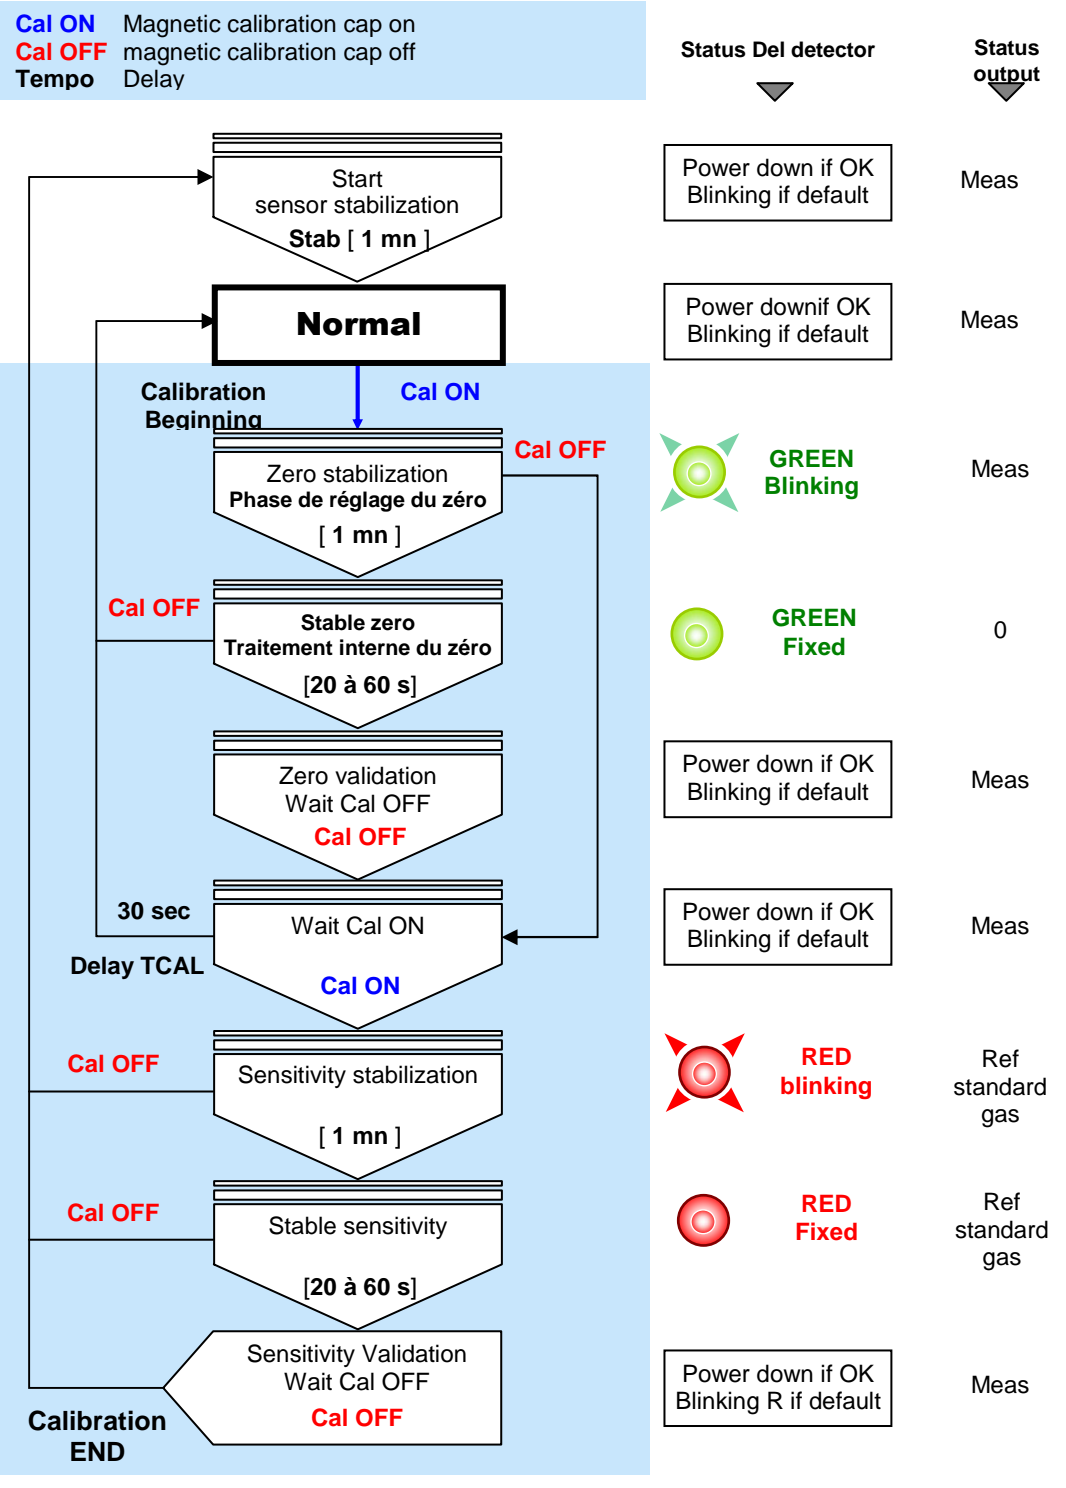 Cal ON Magnetic calibration cap on
Cal OFF magnetic calibration cap off
Tempo Delay
Status Del detector
Status
output
Start
sensor stabilization
Stab [ 1 mn ]
Power down if OK
Blinking if default
Meas
Normal
Power downif OK
Blinking if default
Meas
Calibration
Beginning
Cal ON
Cal OFF
Zero stabilization
Phase de réglage du zéro
[ 1 mn ]
GREEN
Blinking
Meas
Cal OFF
Stable zero
Traitement interne du zéro
[20 à 60 s]
GREEN
Fixed
0
Zero validation
Wait Cal OFF
Cal OFF
Power down if OK
Blinking if default
Meas
30 sec
Delay TCAL
Wait Cal ON
Cal ON
Power down if OK
Blinking if default
Meas
Cal OFF
Sensitivity stabilization
[ 1 mn ]
RED
blinking
Ref
standard
gas
Cal OFF
Stable sensitivity
[20 à 60 s]
RED
Fixed
Ref
standard
gas
Sensitivity Validation
Wait Cal OFF
Cal OFF
Calibration
END
Power down if OK
Blinking R if default
Meas